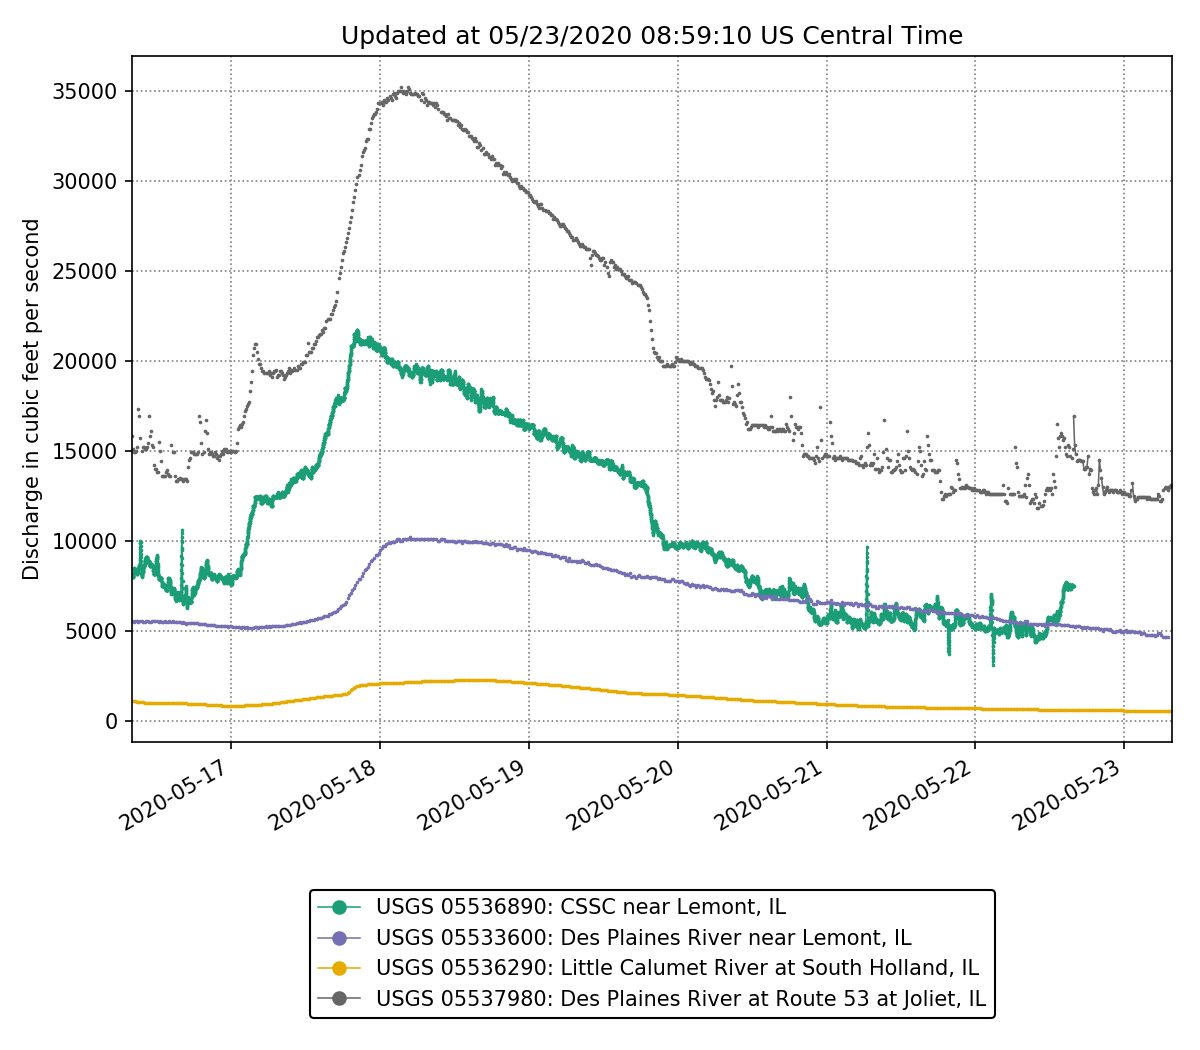 Updated at 05/23/2020 08:59:10 US Central Time
Discharge in cubic feet per second
35000
30000
25000
20000
15000
10000
5000
0
2020-05-17
2020-05-18
2020-05-19
2020-05-20
2020-05-21
2020-05-22
2020-05-23
USGS 05536890: CSSC near Lemont, IL
USGS 05533600: Des Plaines River near Lemont, IL
USGS 05536290: Little Calumet River at South Holland, IL
USGS 05537980: Des Plaines River at Route 53 at Joliet, IL